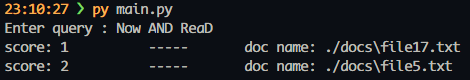 23:10:27 ❯ py main.py
Enter query : Now AND ReaD
score: 1          -----       doc name: ./docs\file17.txt
score: 2          -----       doc name: ./docs\file5.txt